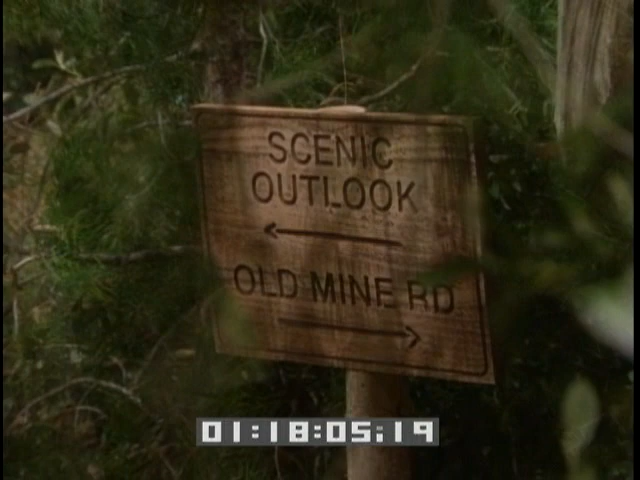 SCENIC
OUTLOOK
←
OLD MINE RD
→
01:18:05;19